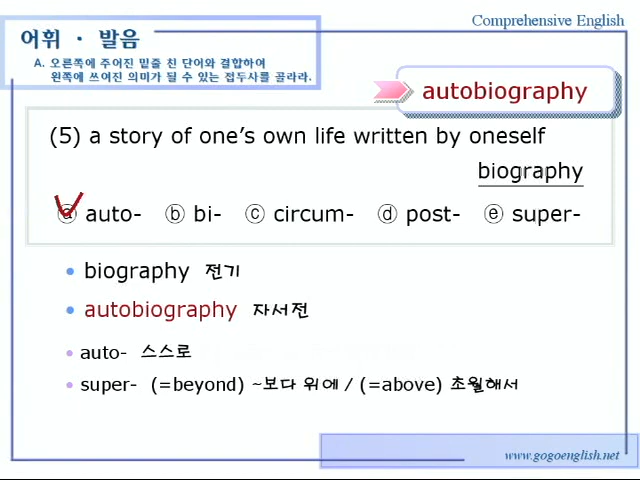 Comprehensive English
어휘 · 발음
A. 오른쪽에 주어진 밑줄 친 단어와 결합하여
왼쪽에 쓰여진 의미가 될 수 있는 접두사를 골라라.
autobiography
(5) a story of one’s own life written by oneself
biography
ⓐ auto- ⓑ bi- ⓒ circum- ⓓ post- ⓔ super-
• biography 전기
• autobiography 자서전
• auto- 스스로
• super- (=beyond) ~보다 위에 / (=above) 초월해서
www.gogoenglish.net